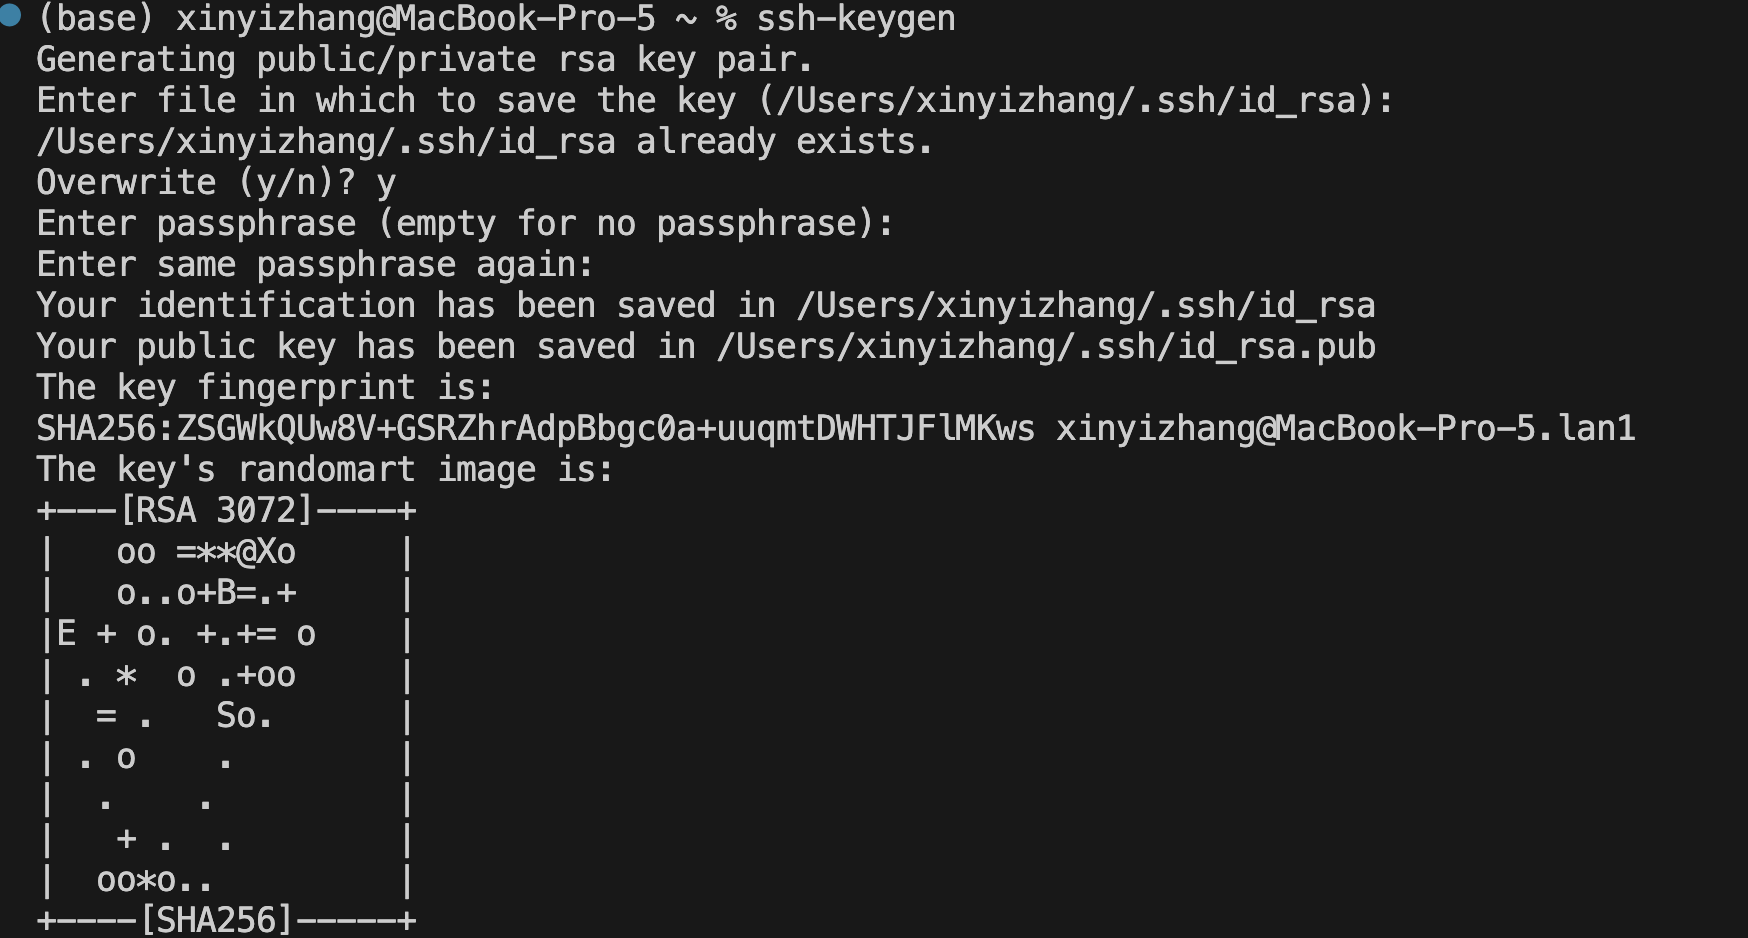 (base) xinyizhang@MacBook-Pro-5 ~ % ssh-keygen
Generating public/private rsa key pair.
Enter file in which to save the key (/Users/xinyizhang/.ssh/id_rsa):
/Users/xinyizhang/.ssh/id_rsa already exists.
Overwrite (y/n)? y
Enter passphrase (empty for no passphrase):
Enter same passphrase again:
Your identification has been saved in /Users/xinyizhang/.ssh/id_rsa
Your public key has been saved in /Users/xinyizhang/.ssh/id_rsa.pub
The key fingerprint is:
SHA256:ZSGWkQUw8V+GSRZhrAdpBbgc0a+uuqmtDWHTJFlMKws xinyizhang@MacBook-Pro-5.lan1
The key's randomart image is:
+---[RSA 3072]----+
|   oo =**@Xo     |
|   o..o+B=.+     |
|E + o. +.+= o    |
| . *  o .+oo     |
|  = .   So.      |
| . o    .        |
|  .    .         |
|   + .  .        |
|  oo*o..         |
+----[SHA256]-----+